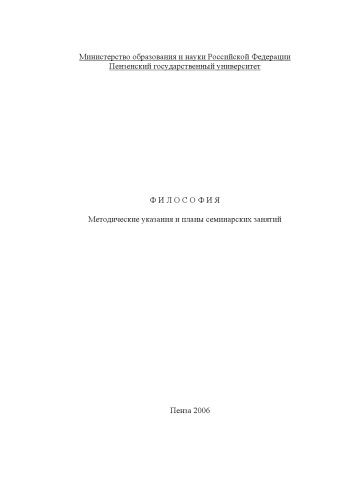 Министерство образования и науки Российской Федерации
Пензенский государственный университет
Ф И Л О С О Ф И Я
Методические указания и планы семинарских занятий
Пенза 2006